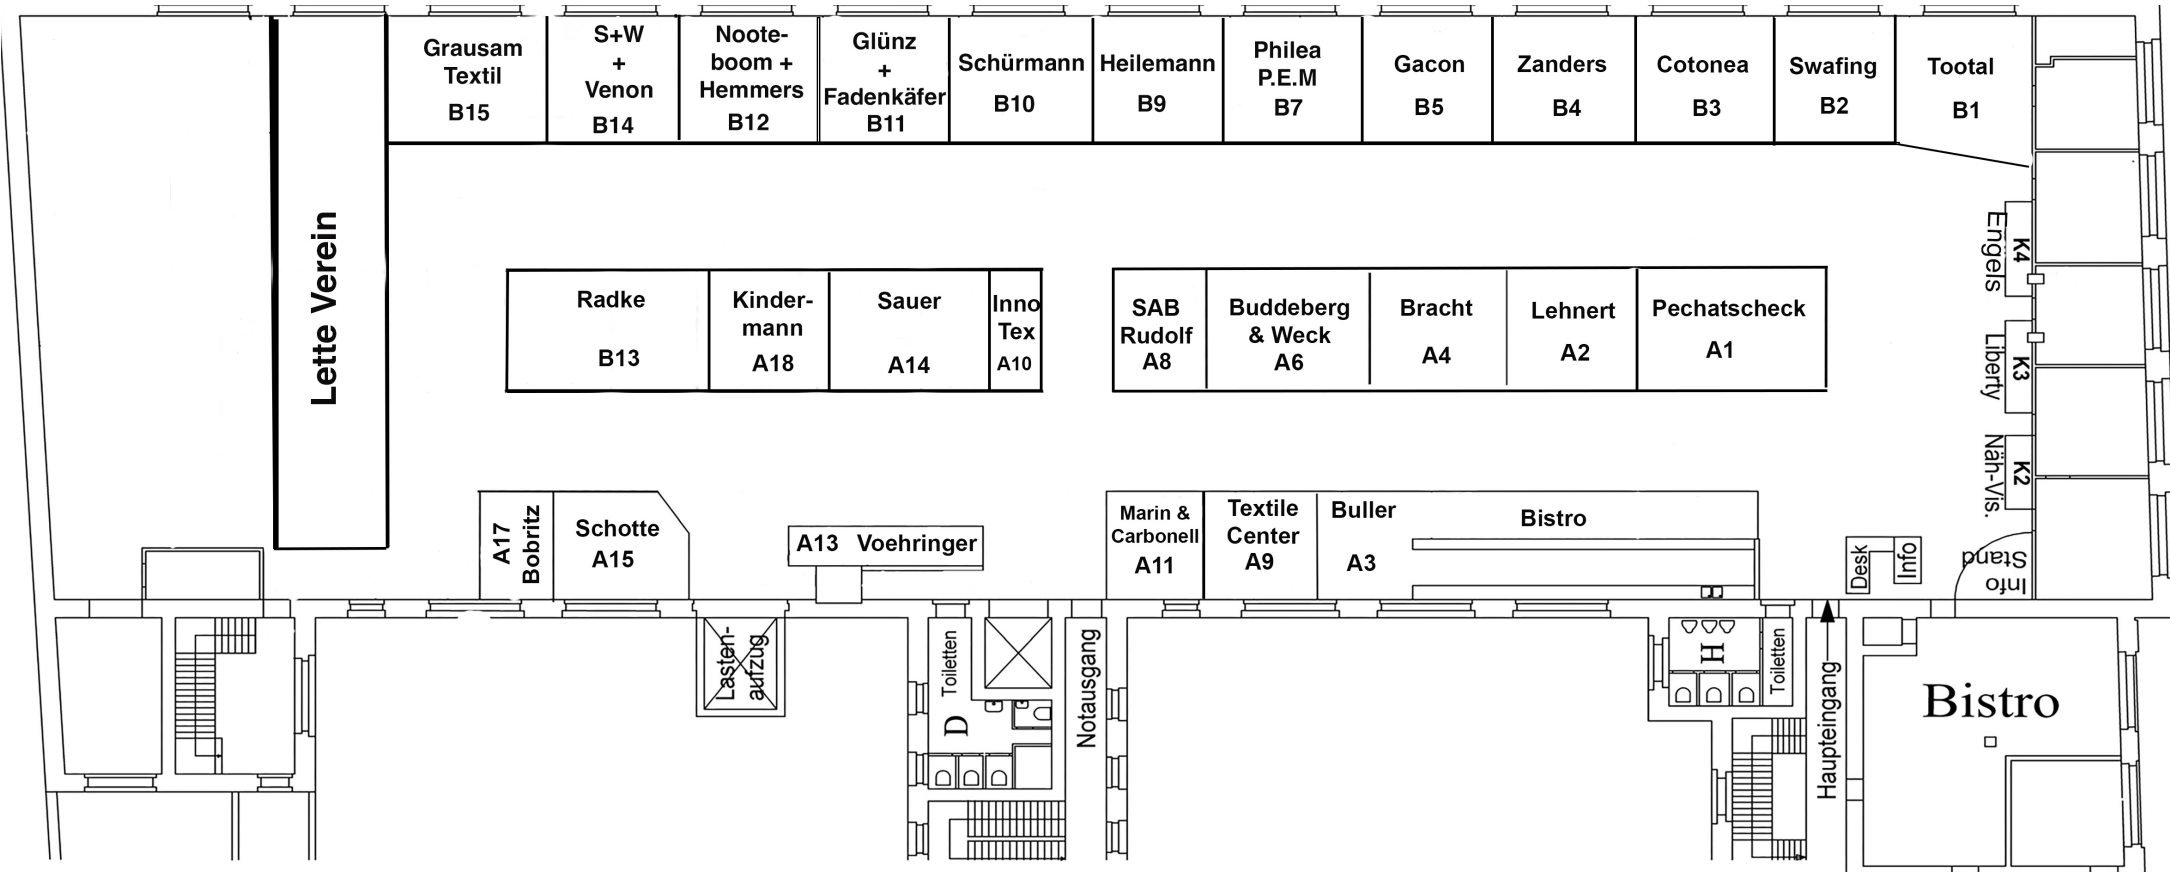 Grausam
Textil
B15
S+W
+
Venon
B14
Noote-
boom +
Hemmers
B12
Glünz
+
Fadenkäfer
B11
Schürmann
B10
Heilemann
B9
Philea
P.E.M
B7
Gacon
B5
Zanders
B4
Cotonea
B3
Swafing
B2
Tootal
B1
Lette Verein
Radke
B13
Kinder-
mann
A18
Sauer
A14
Inno
Tex
A10
SAB
Rudolf
A8
Buddeberg
& Weck
A6
Bracht
A4
Lehnert
A2
Pechatscheck
A1
K4
Engels
K3
Liberty
K2
Näh-Vis.
A17
Bobritz
Schotte
A15
A13 Voehringer
Marin &
Carbonell
A11
Textile
Center
A9
Buller
A3
Bistro
Desk
Info
Info
Stand
Lasten-
aufzug
Toiletten
D
Notausgang
H
Toiletten
Haupteingang
Bistro